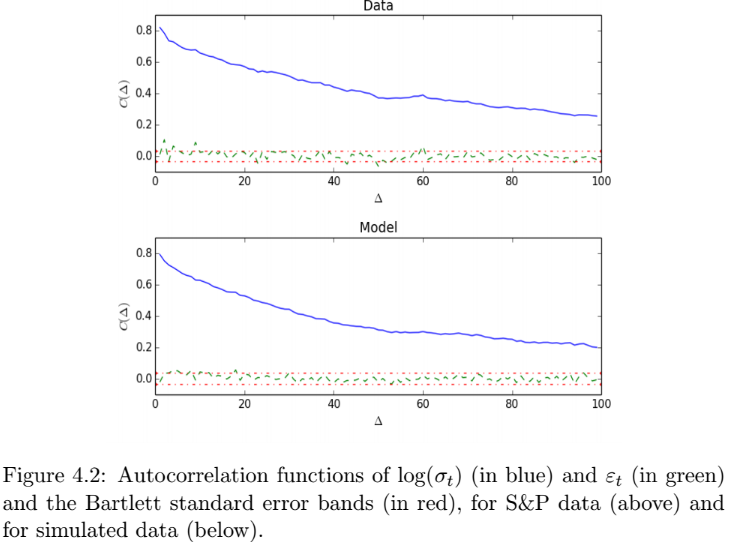 Data
0.8
0.6
0.4
0.2
0.0
C(Δ)
0 20 40 60 80 100
Δ
Model
0.8
0.6
0.4
0.2
0.0
C(Δ)
0 20 40 60 80 100
Δ
Figure 4.2: Autocorrelation functions of log(σₜ) (in blue) and εₜ (in green)
and the Bartlett standard error bands (in red), for S&P data (above) and
for simulated data (below).